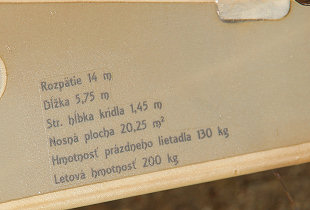 Rozpätie 14 m
Dĺžka 5,75 m
Str. hĺbka krídla 1,45 m
Nosná plocha 20,25 m²
Hmotnosť prázdneho lietadla 130 kg
Letová hmotnosť 200 kg